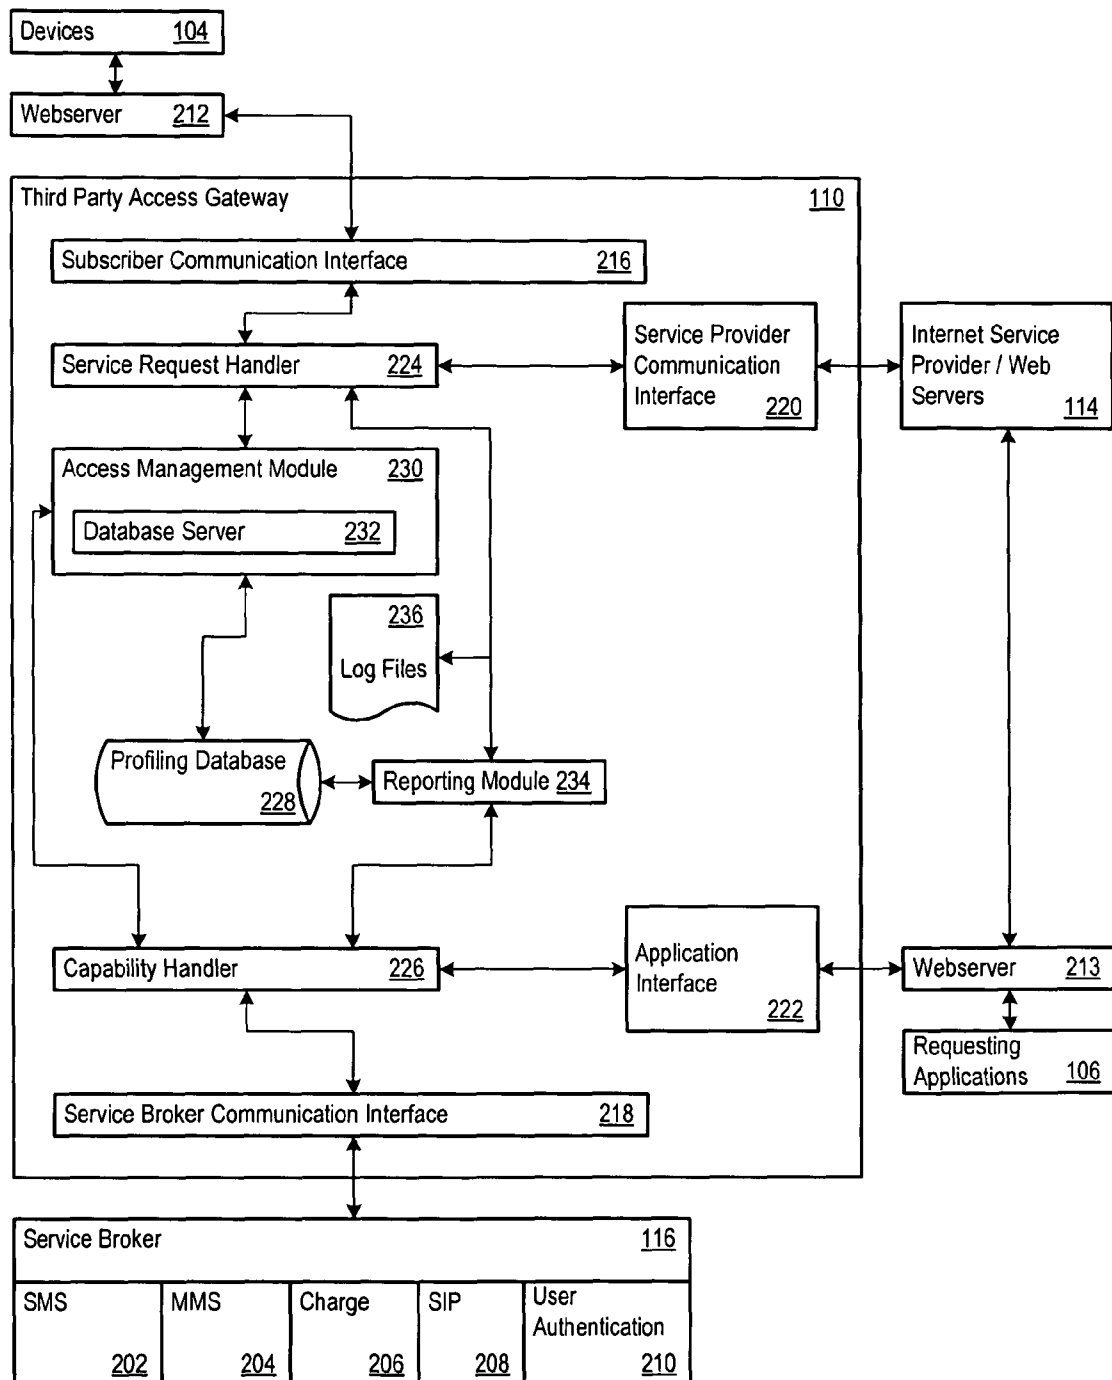 Devices 104
Webserver 212
Third Party Access Gateway 110
Subscriber Communication Interface 216
Service Request Handler 224
Service Provider
Communication
Interface 220
Internet Service
Provider / Web
Servers 114
Access Management Module 230
Database Server 232
236
Log Files
Profiling Database
228
Reporting Module 234
Capability Handler 226
Application
Interface
222
Webserver 213
Requesting
Applications 106
Service Broker Communication Interface 218
Service Broker 116
SMS
202
MMS
204
Charge
206
SIP
208
User
Authentication
210